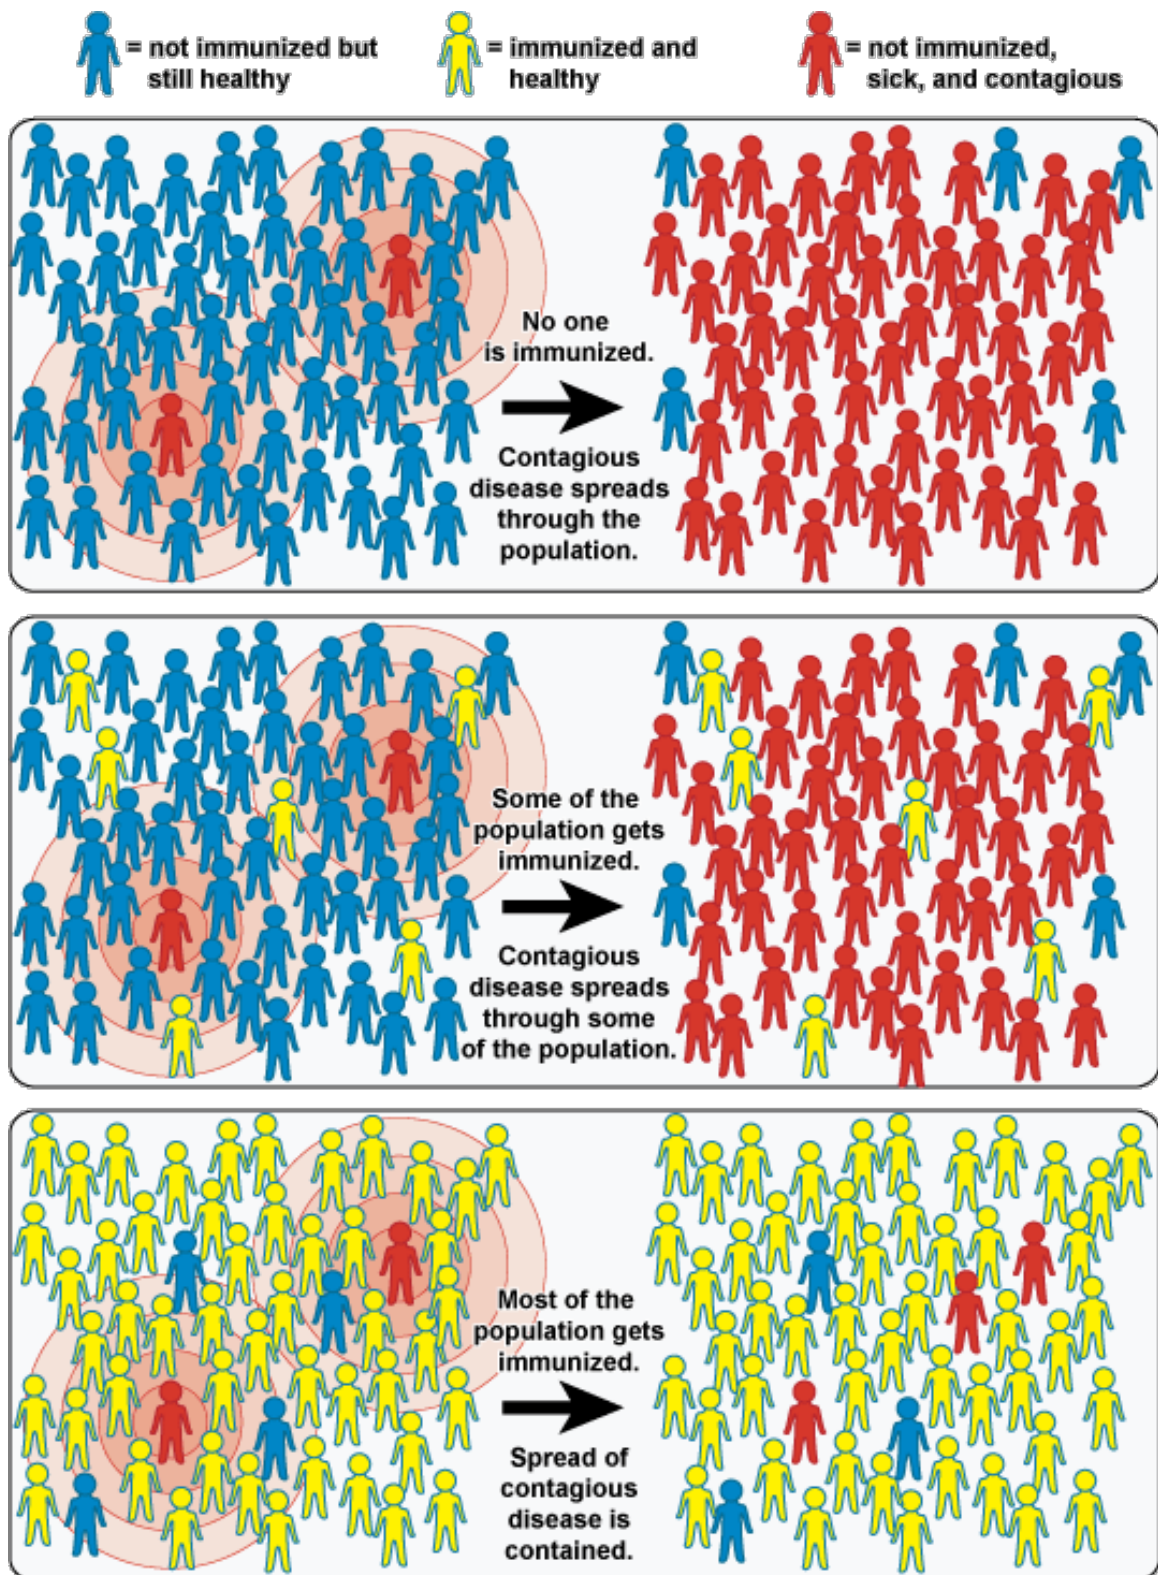 = not immunized but
still healthy
= immunized and
healthy
= not immunized,
sick, and contagious
No one
is immunized.
Contagious
disease spreads
through the
population.
Some of the
population gets
immunized.
Contagious
disease spreads
through some
of the population.
Most of the
population gets
immunized.
Spread of
contagious
disease is
contained.